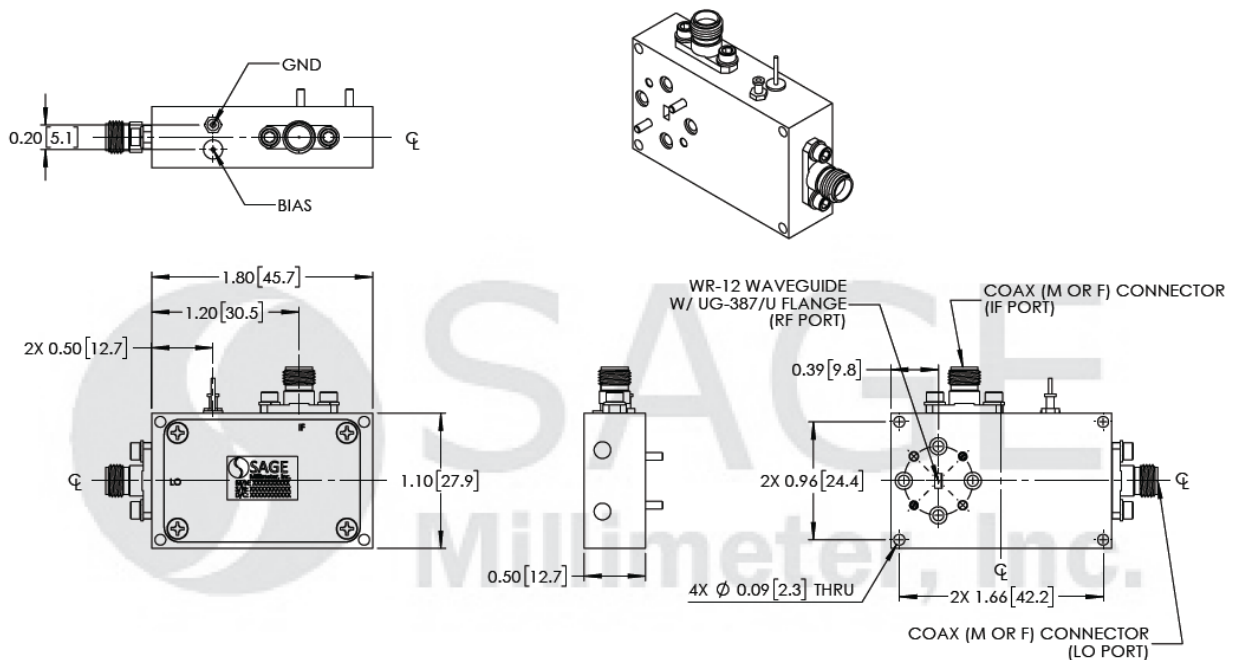 GND
0.20[5.1]
BIAS
℄
1.80[45.7]
1.20[30.5]
2X 0.50[12.7]
IF
LO
SAGE
Millimeter, Inc.
℄
1.10[27.9]
0.50[12.7]
WR-12 WAVEGUIDE
W/ UG-387/U FLANGE
(RF PORT)
COAX (M OR F) CONNECTOR
(IF PORT)
0.39[9.8]
2X 0.96[24.4]
℄
℄
4X Ø 0.09[2.3] THRU
2X 1.66[42.2]
COAX (M OR F) CONNECTOR
(LO PORT)
SAGE
Millimeter, Inc.